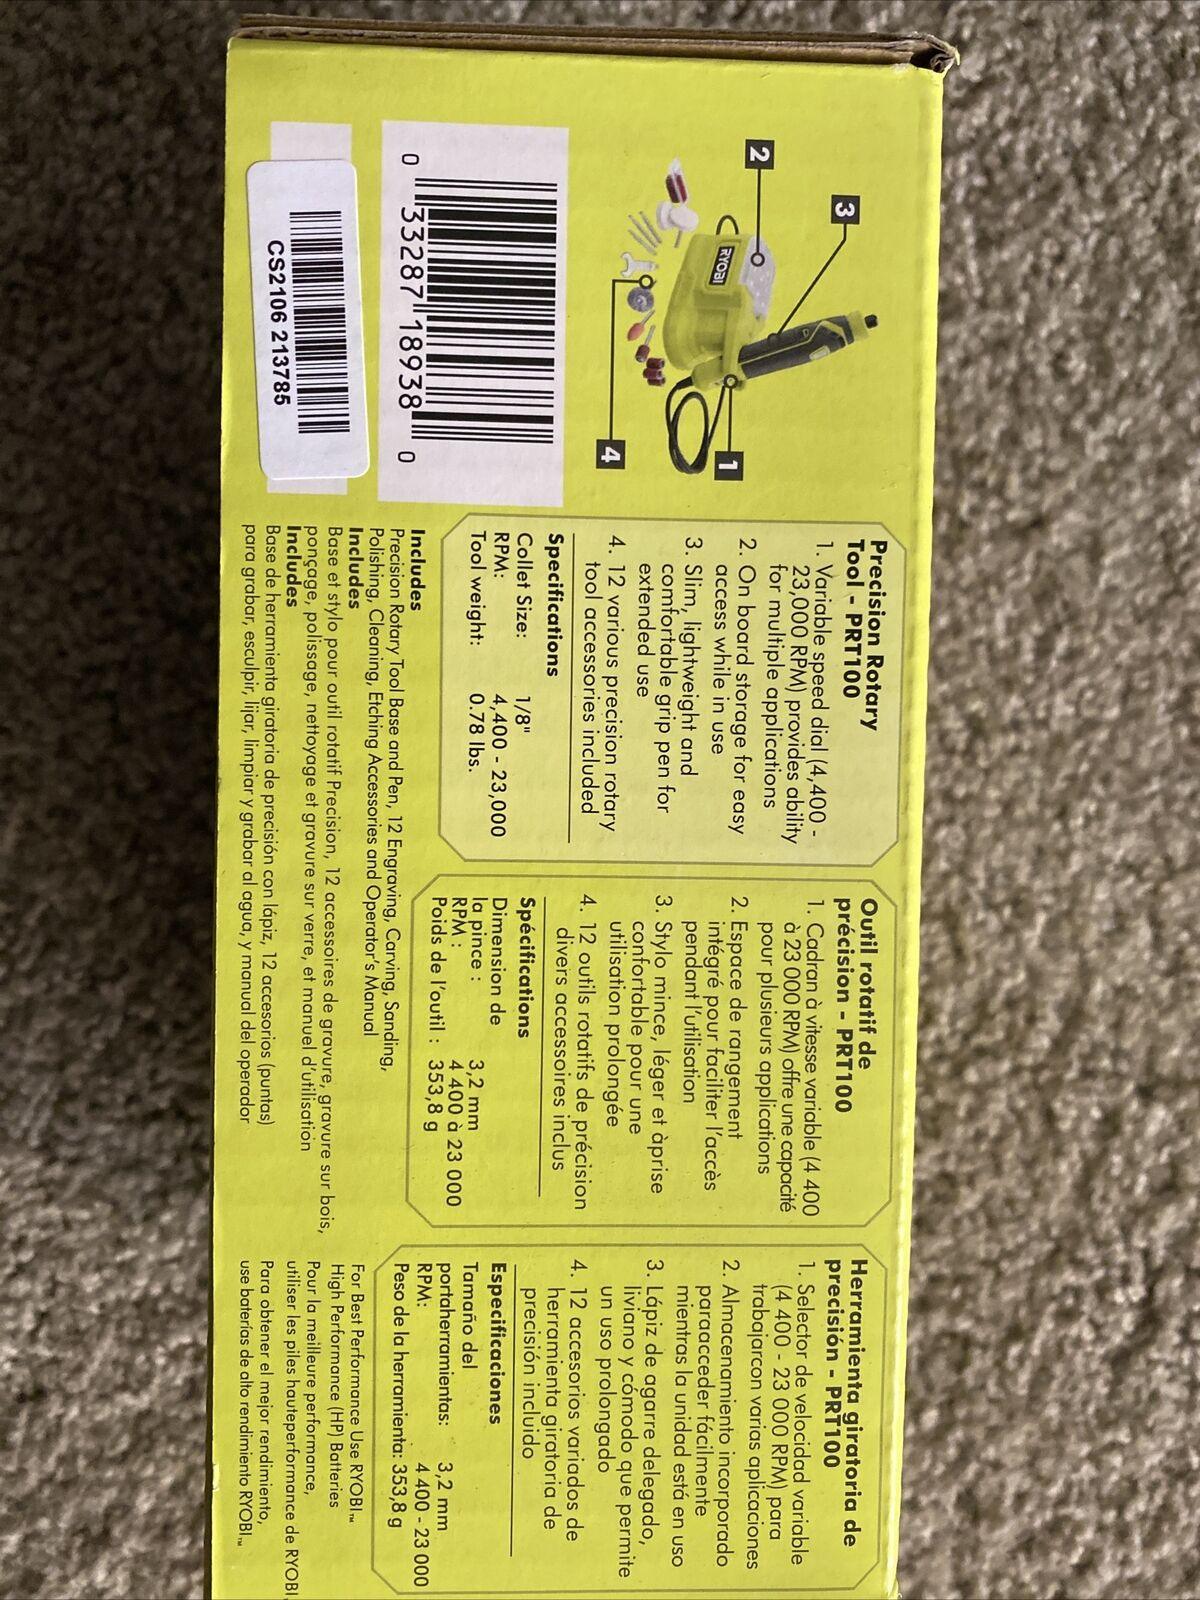 2
3
RYOBI
1
4
0 33287 18938 0
CS2106 213785
Precision Rotary
Tool - PRT100
1. Variable speed dial (4,400 -
23,000 RPM) provides ability
for multiple applications
2. On board storage for easy
access while in use
3. Slim, lightweight and
comfortable grip pen for
extended use
4. 12 various precision rotary
tool accessories included
Specifications
Collet Size: 1/8"
RPM: 4,400 - 23,000
Tool weight: 0.78 lbs.
Outil rotatif de
précision - PRT100
1. Cadran à vitesse variable (4 400
à 23 000 RPM) offre une capacité
pour plusieurs applications
2. Espace de rangement
intégré pour faciliter l'accès
pendant l'utilisation
3. Stylo mince, léger et àprise
confortable pour une
utilisation prolongée
4. 12 outils rotatifs de précision
divers accessoires inclus
Spécifications
Dimension de
la pince : 3,2 mm
RPM : 4 400 à 23 000
Poids de l'outil : 353,8 g
Herramienta giratoria de
precisión - PRT100
1. Selector de velocidad variable
(4 400 - 23 000 RPM) para
trabajarcon varias aplicaciones
2. Almacenamiento incorporado
paraacceder fácilmente
mientras la unidad está en uso
3. Lápiz de agarre delegado,
liviano y cómodo que permite
un uso prolongado
4. 12 accesorios variados de
herramienta giratoria de
precisión incluido
Especificaciones
Tamaño del
portaherramientas: 3,2 mm
RPM: 4 400 - 23 000
Peso de la herramienta: 353,8 g
Includes
Precision Rotary Tool Base and Pen, 12 Engraving, Carving, Sanding,
Polishing, Cleaning, Etching Accessories and Operator's Manual
Includes
Base et stylo pour outil rotatif Precision, 12 accessoires de gravure, gravure sur bois,
ponçage, polissage, nettoyage et gravure sur verre, et manuel d'utilisation
Includes
Base de herramienta giratoria de precisión con lápiz, 12 accesorios (puntas)
para grabar, esculpir, lijar, limpiar y grabar al agua, y manual del operador
For Best Performance Use RYOBI™
High Performance (HP) Batteries
Pour la meilleure performance,
utiliser les piles hauteperformance de RYOBI
Para obtener el mejor rendimiento,
use baterías de alto rendimiento RYOBI™